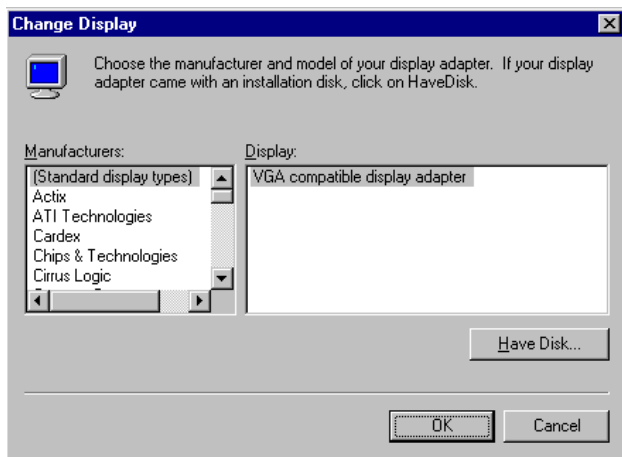 Change Display
Choose the manufacturer and model of your display adapter. If your display
adapter came with an installation disk, click on HaveDisk.
Manufacturers:
(Standard display types)
Actix
ATI Technologies
Cardex
Chips & Technologies
Cirrus Logic
Display:
VGA compatible display adapter
Have Disk...
OK
Cancel